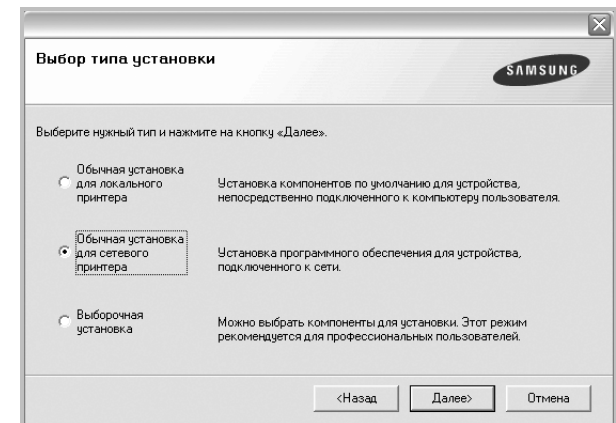 Выбор типа установки
SAMSUNG
Выберите нужный тип и нажмите на кнопку «Далее».
Обычная установка
для локального
принтера
Установка компонентов по умолчанию для устройства,
непосредственно подключенного к компьютеру пользователя.
Обычная установка
для сетевого
принтера
Установка программного обеспечения для устройства,
подключенного к сети.
Выборочная
установка
Можно выбрать компоненты для установки. Этот режим
рекомендуется для профессиональных пользователей.
<Назад
Далее>
Отмена